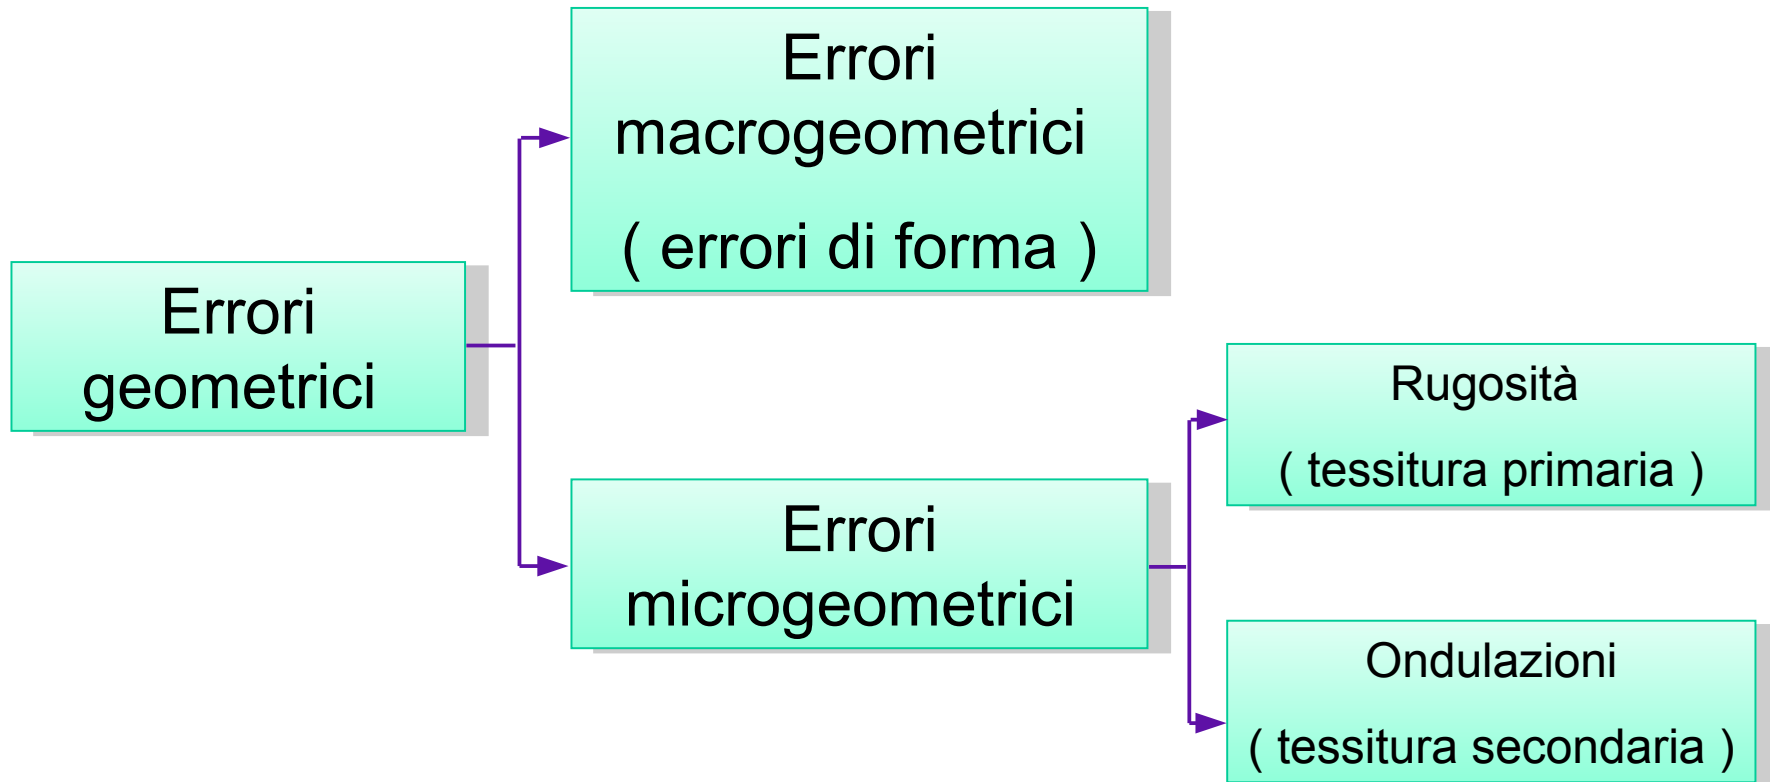 Errori
macrogeometrici
( errori di forma )
Errori
geometrici
Rugosità
( tessitura primaria )
Errori
microgeometrici
Ondulazioni
( tessitura secondaria )